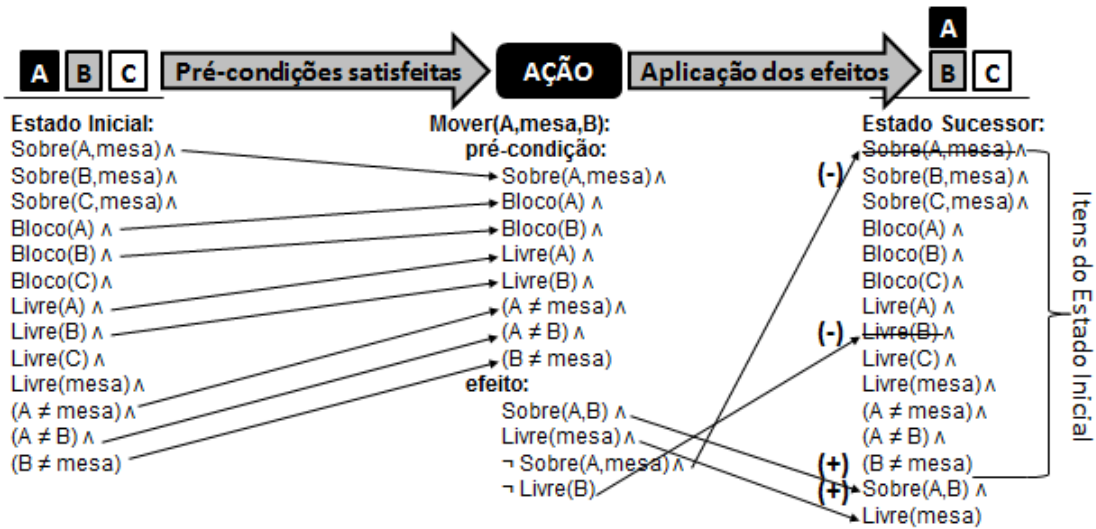 A
A B C Pré-condições satisfeitas AÇÃO Aplicação dos efeitos B C
Estado Inicial:
Sobre(A,mesa) ∧
Sobre(B,mesa) ∧
Sobre(C,mesa) ∧
Bloco(A) ∧
Bloco(B) ∧
Bloco(C) ∧
Livre(A) ∧
Livre(B) ∧
Livre(C) ∧
Livre(mesa) ∧
(A ≠ mesa) ∧
(A ≠ B) ∧
(B ≠ mesa)
Mover(A,mesa,B):
pré-condição:
Sobre(A,mesa) ∧
Bloco(A) ∧
Bloco(B) ∧
Livre(A) ∧
Livre(B) ∧
(A ≠ mesa) ∧
(A ≠ B) ∧
(B ≠ mesa)
efeito:
Sobre(A,B) ∧
Livre(mesa) ∧
¬ Sobre(A,mesa) ∧
¬ Livre(B)
Estado Sucessor:
Sobre(A,mesa) ∧
(-) Sobre(B,mesa) ∧
Sobre(C,mesa) ∧
Bloco(A) ∧
Bloco(B) ∧
Bloco(C) ∧
Livre(A) ∧
(-) Livre(B) ∧
Livre(C) ∧
Livre(mesa) ∧
(A ≠ mesa) ∧
(A ≠ B) ∧
(+) (B ≠ mesa)
(+) Sobre(A,B) ∧
Livre(mesa)
Itens do Estado Inicial